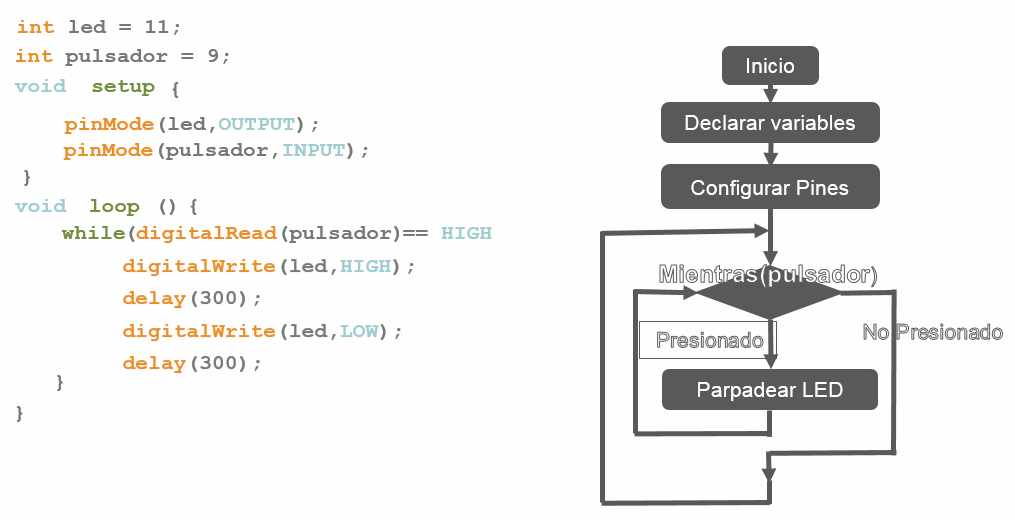 int led = 11;
int pulsador = 9;
void setup {
pinMode(led,OUTPUT);
pinMode(pulsador,INPUT);
}
void loop () {
while(digitalRead(pulsador)== HIGH
digitalWrite(led,HIGH);
delay(300);
digitalWrite(led,LOW);
delay(300);
}
}
Inicio
Declarar variables
Configurar Pines
Mientras(pulsador)
Presionado
No Presionado
Parpadear LED